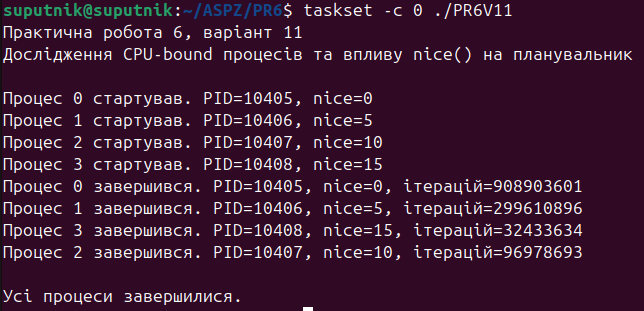 suputnik@suputnik:~/ASPZ/PR6$ taskset -c 0 ./PR6V11
Практична робота 6, варіант 11
Дослідження CPU-bound процесів та впливу nice() на планувальник
Процес 0 стартував. PID=10405, nice=0
Процес 1 стартував. PID=10406, nice=5
Процес 2 стартував. PID=10407, nice=10
Процес 3 стартував. PID=10408, nice=15
Процес 0 завершився. PID=10405, nice=0, ітерацій=908903601
Процес 1 завершився. PID=10406, nice=5, ітерацій=299610896
Процес 3 завершився. PID=10408, nice=15, ітерацій=32433634
Процес 2 завершився. PID=10407, nice=10, ітерацій=96978693
Усі процеси завершилися.